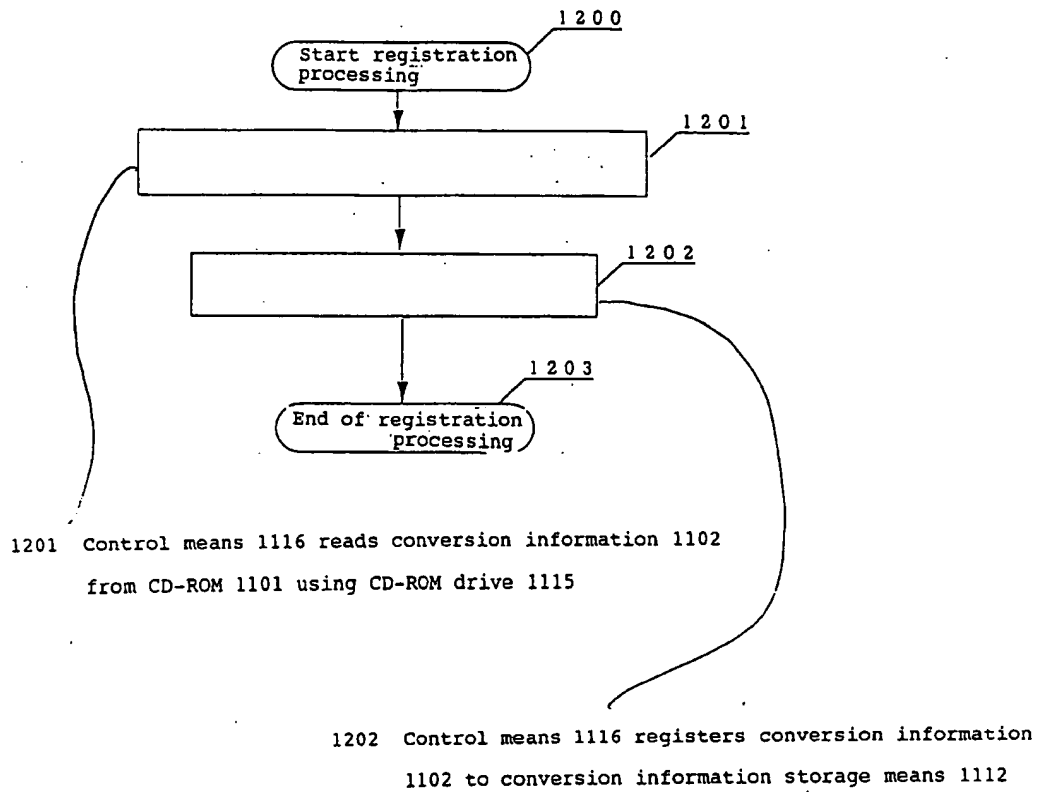 1200
Start registration
processing
1201
1202
1203
End of registration
processing
1201 Control means 1116 reads conversion information 1102
from CD-ROM 1101 using CD-ROM drive 1115
1202 Control means 1116 registers conversion information
1102 to conversion information storage means 1112